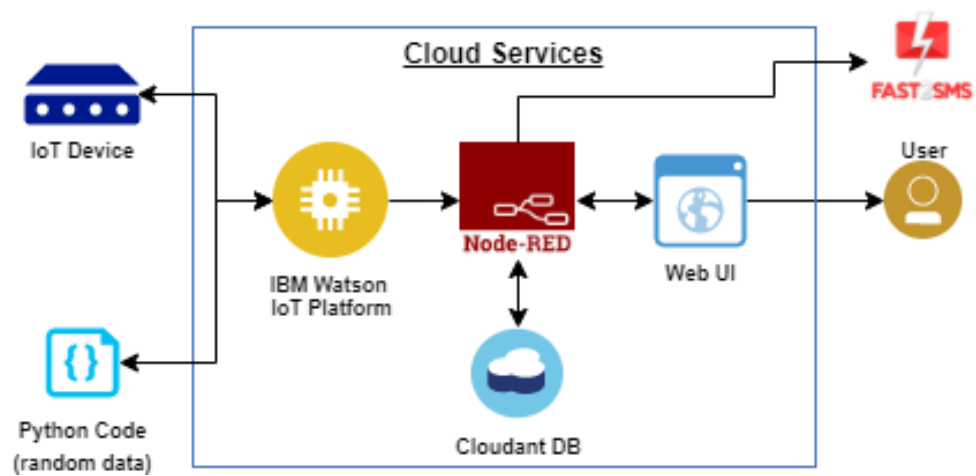 Cloud Services
FAST2SMS
IoT Device
User
Node-RED
IBM Watson
IoT Platform
Web UI
{ }
Python Code
(random data)
Cloudant DB